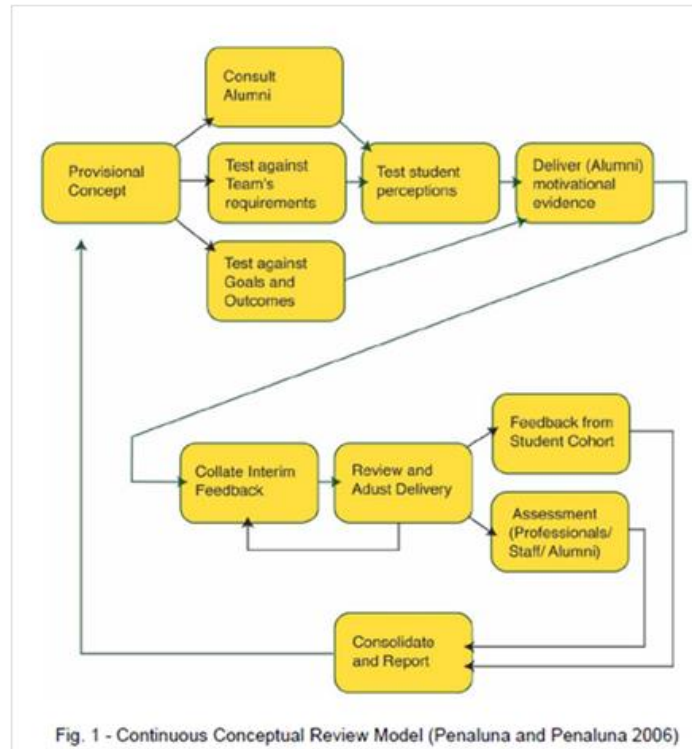 Consult
Alumni
Provisional
Concept
Test against
Team's
requirements
Test student
perceptions
Deliver (Alumni)
motivational
evidence
Test against
Goals and
Outcomes
Collate Interim
Feedback
Review and
Adust Delivery
Feedback from
Student Cohort
Assessment
(Professionals/
Staff/ Alumni)
Consolidate
and Report
Fig. 1 - Continuous Conceptual Review Model (Penaluna and Penaluna 2006)